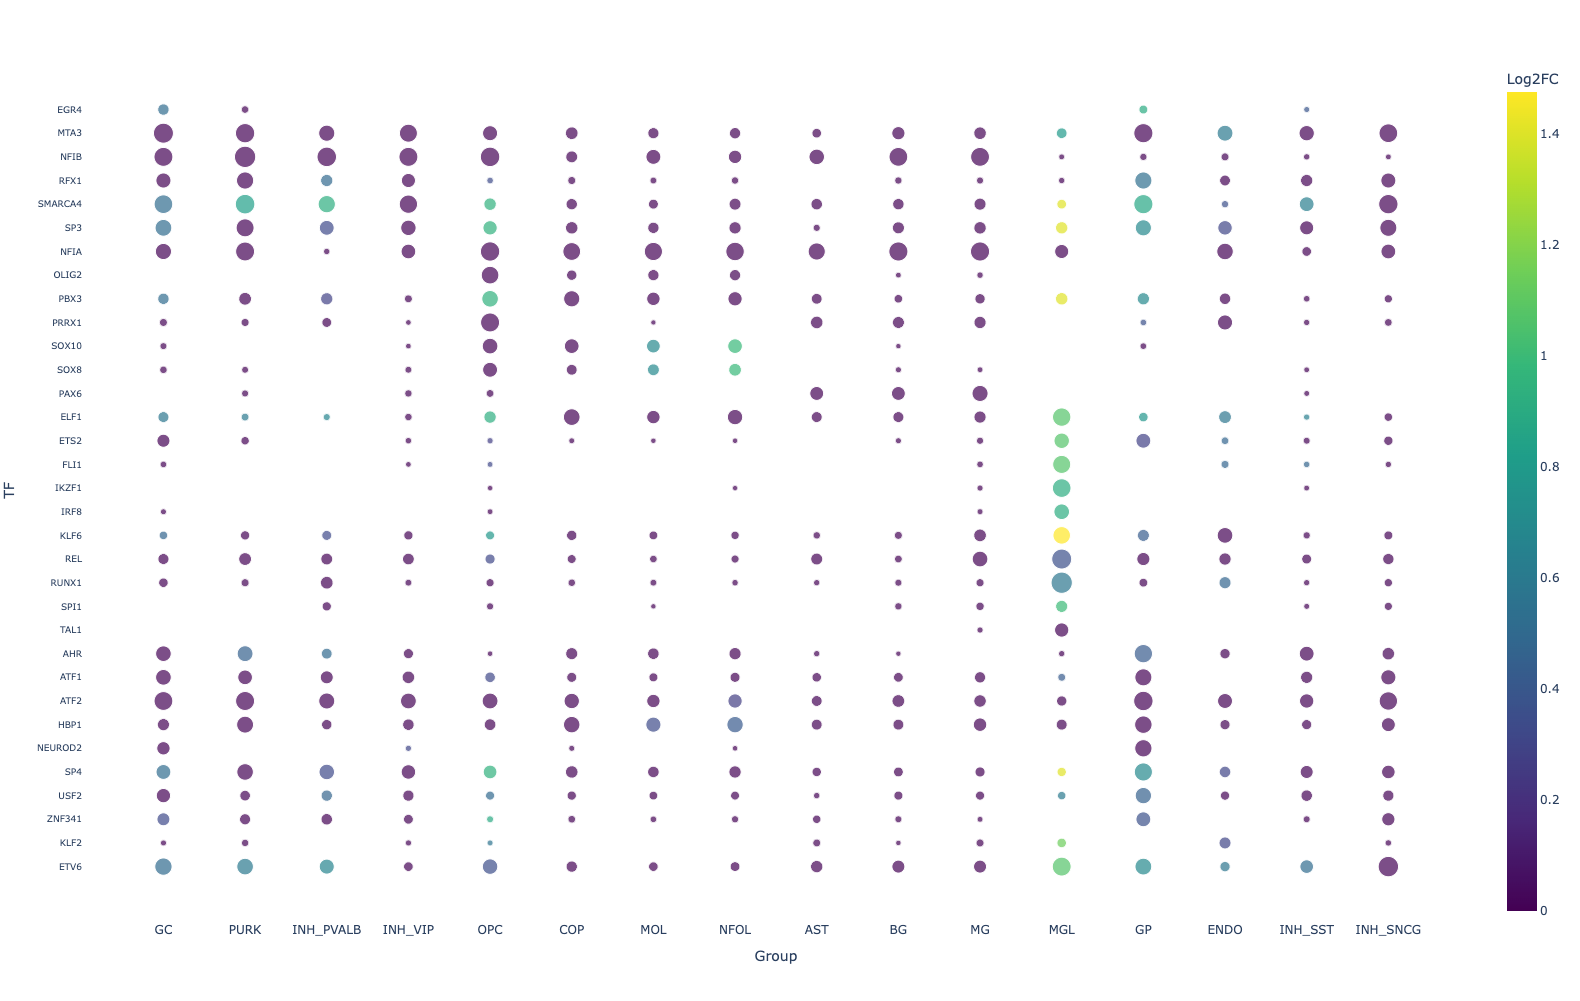 Log2FC
EGR4
MTA3
NFIB
RFX1
SMARCA4
SP3
NFIA
OLIG2
PBX3
PRRX1
SOX10
SOX8
PAX6
ELF1
ETS2
FLI1
IKZF1
IRF8
KLF6
REL
RUNX1
SPI1
TAL1
AHR
ATF1
ATF2
HBP1
NEUROD2
SP4
USF2
ZNF341
KLF2
ETV6
TF
1.4
1.2
1
0.8
0.6
0.4
0.2
0
GC PURK INH_PVALB INH_VIP OPC COP MOL NFOL AST BG MG MGL GP ENDO INH_SST INH_SNCG
Group